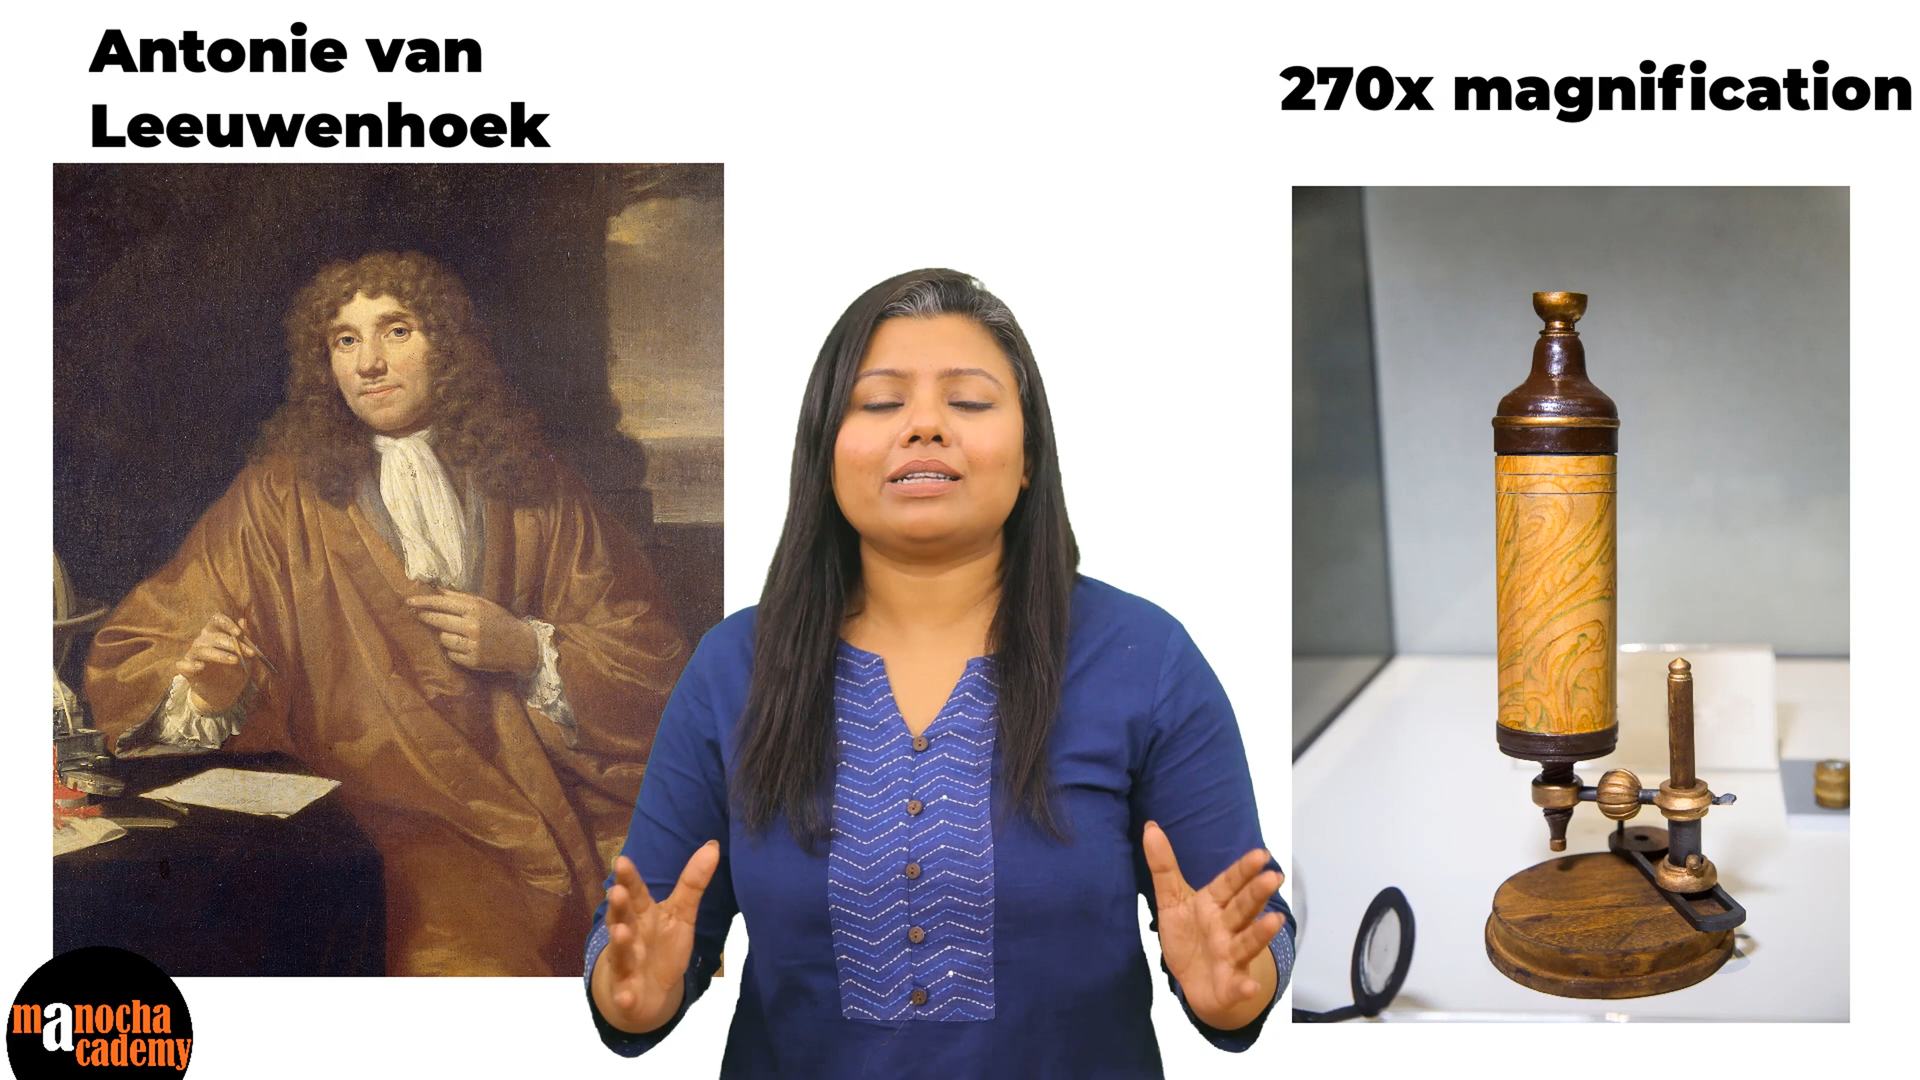 Antonie van
Leeuwenhoek
270x magnification
manocha
academy